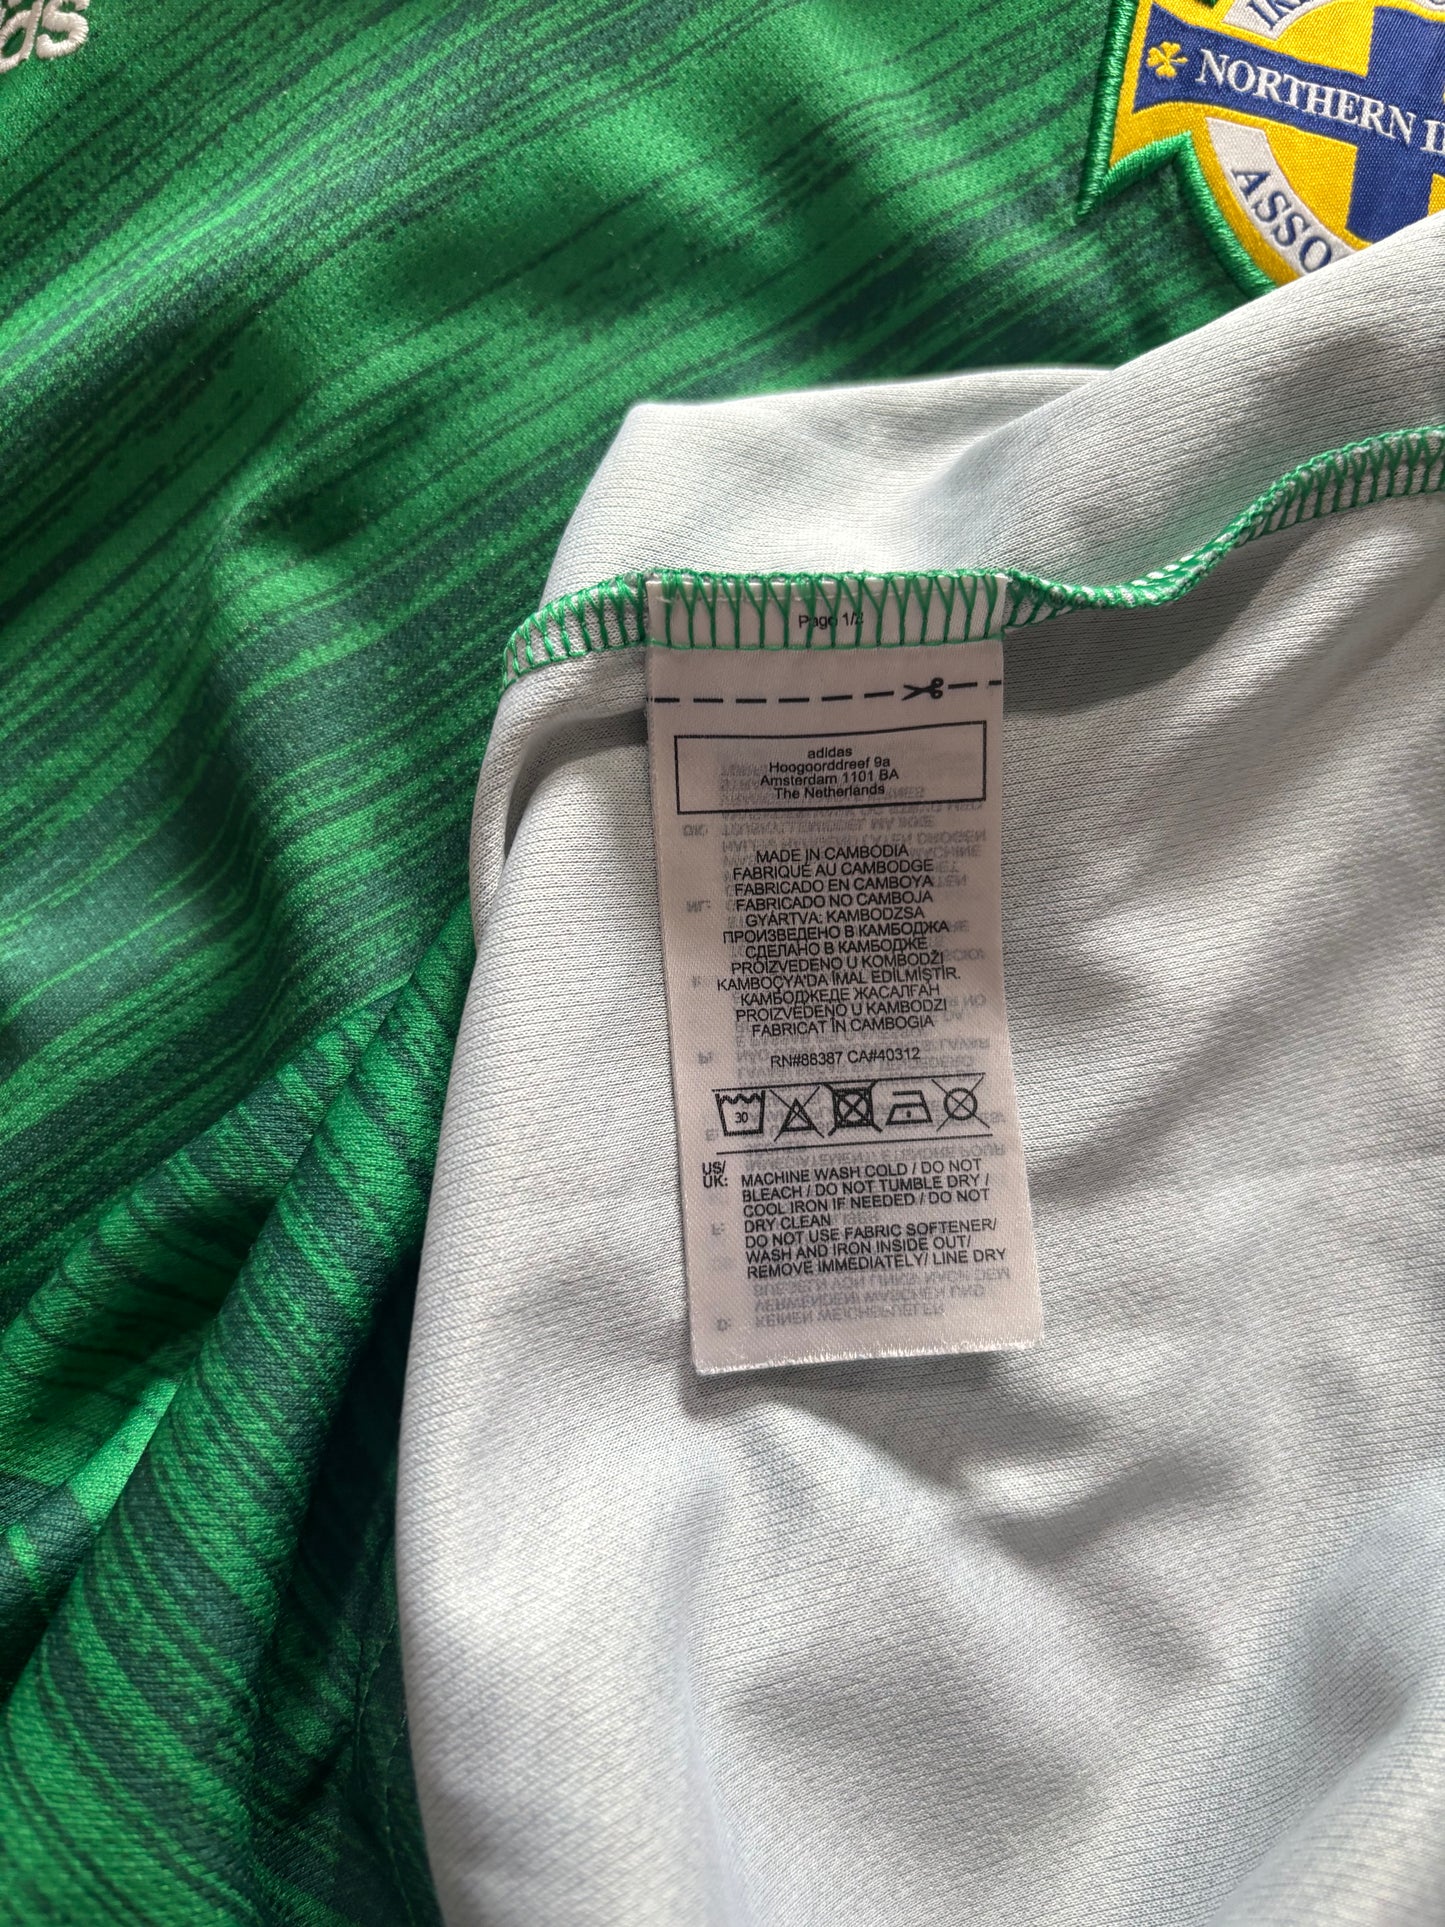 NORTHERN
ASSO
Page 1/
adidas
Hoogoorddreef 9a
Amsterdam 1101 BA
The Netherlands
MADE IN CAMBODIA
FABRIQUE AU CAMBODGE
FABRICADO EN CAMBOYA
FABRICADO NO CAMBOJA
GYÁRTVA: KAMBODZSA
ПРОИЗВЕДЕНО В КАМБОДЖА
СДЕЛАНО В КАМБОДЖЕ
PROIZVEDENO U KOMBODŽI
KAMBOÇYA'DA İMAL EDİLMİŞTİR.
КАМБОДЖЕДЕ ЖАСАЛҒАН
PROIZVEDENO U KAMBODZI
FABRICAT ÎN CAMBOGIA
RN#88387 CA#40312
30
US/
UK:
MACHINE WASH COLD / DO NOT
BLEACH / DO NOT TUMBLE DRY /
COOL IRON IF NEEDED / DO NOT
DRY CLEAN
DO NOT USE FABRIC SOFTENER/
WASH AND IRON INSIDE OUT/
REMOVE IMMEDIATELY/ LINE DRY